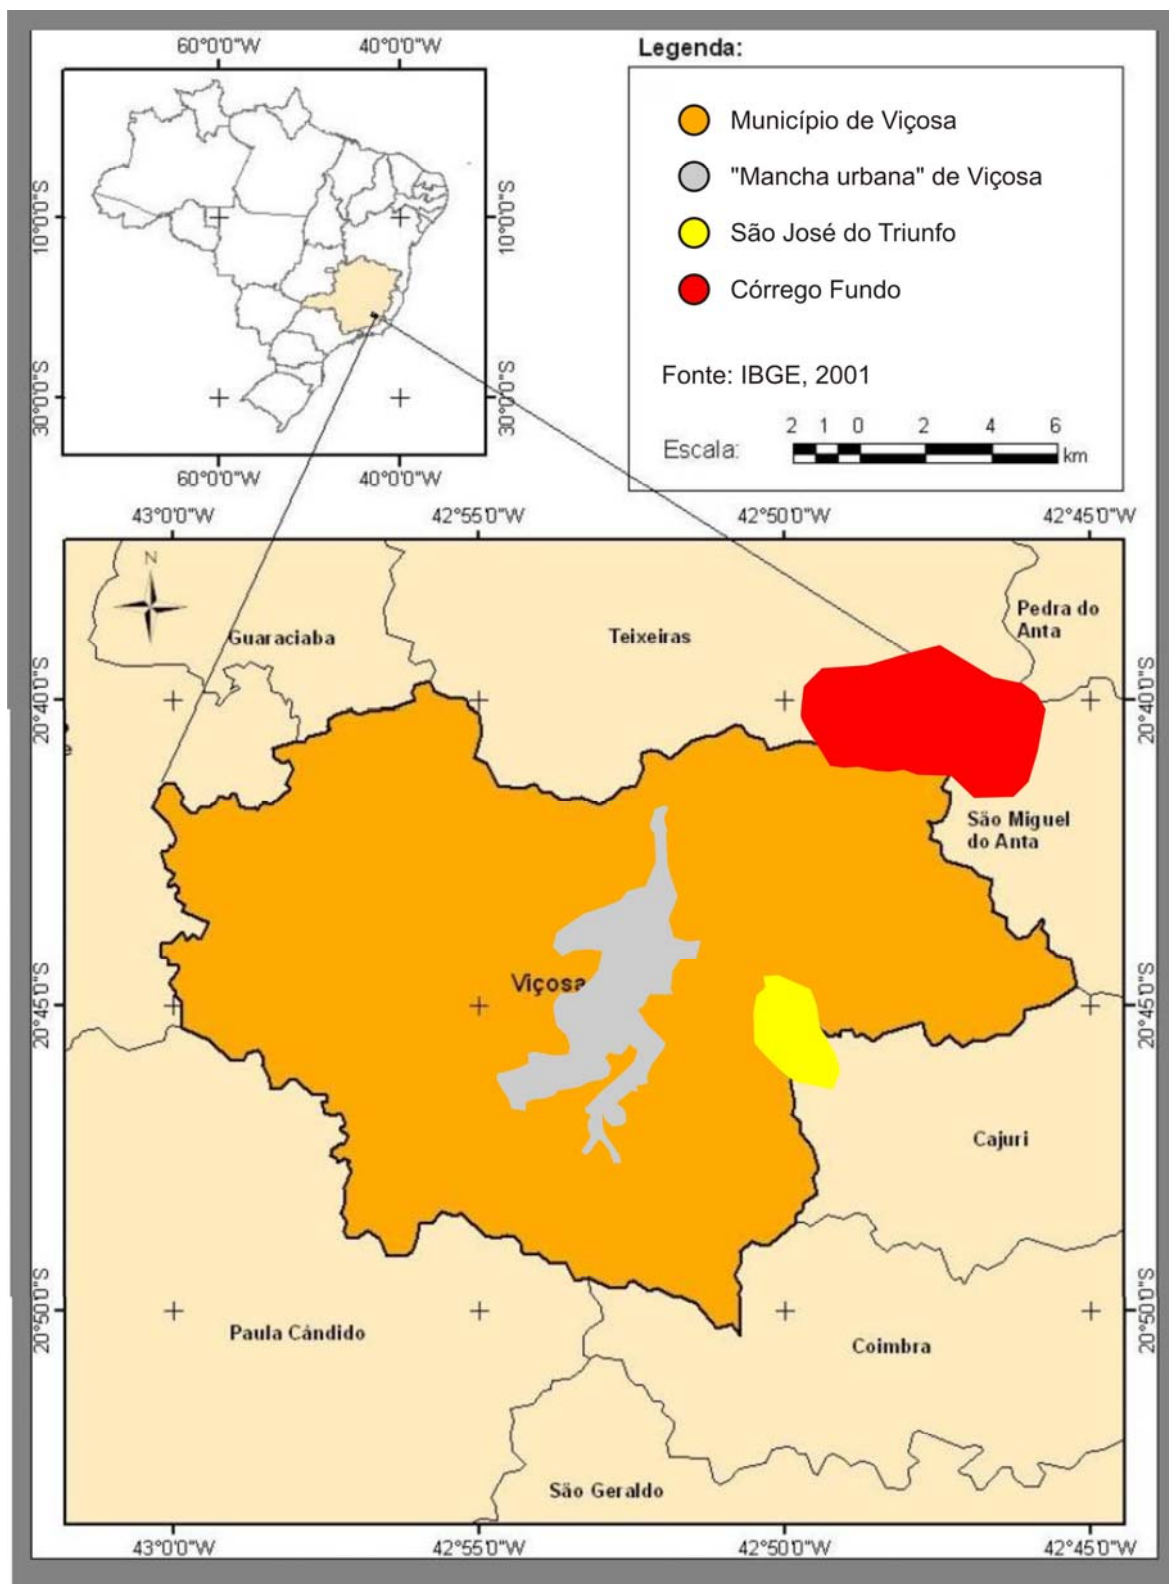 60°0'0"W 40°0'0"W
10°0'0"S 10°0'0"S
30°0'0"S 30°0'0"S
60°0'0"W 40°0'0"W
Legenda:
Município de Viçosa
"Mancha urbana" de Viçosa
São José do Triunfo
Córrego Fundo
Fonte: IBGE, 2001
2 1 0 2 4 6
Escala: km
43°0'0"W 42°55'0"W 42°50'0"W 42°45'0"W
N
Guaraciaba
Teixeiras
Pedra do
Anta
20°40'0"S 20°40'0"S
e
São Miguel
do Anta
Viçosa
20°45'0"S 20°45'0"S
Cajuri
20°50'0"S 20°50'0"S
Paula Cândido
Coimbra
São Geraldo
43°0'0"W 42°55'0"W 42°50'0"W 42°45'0"W